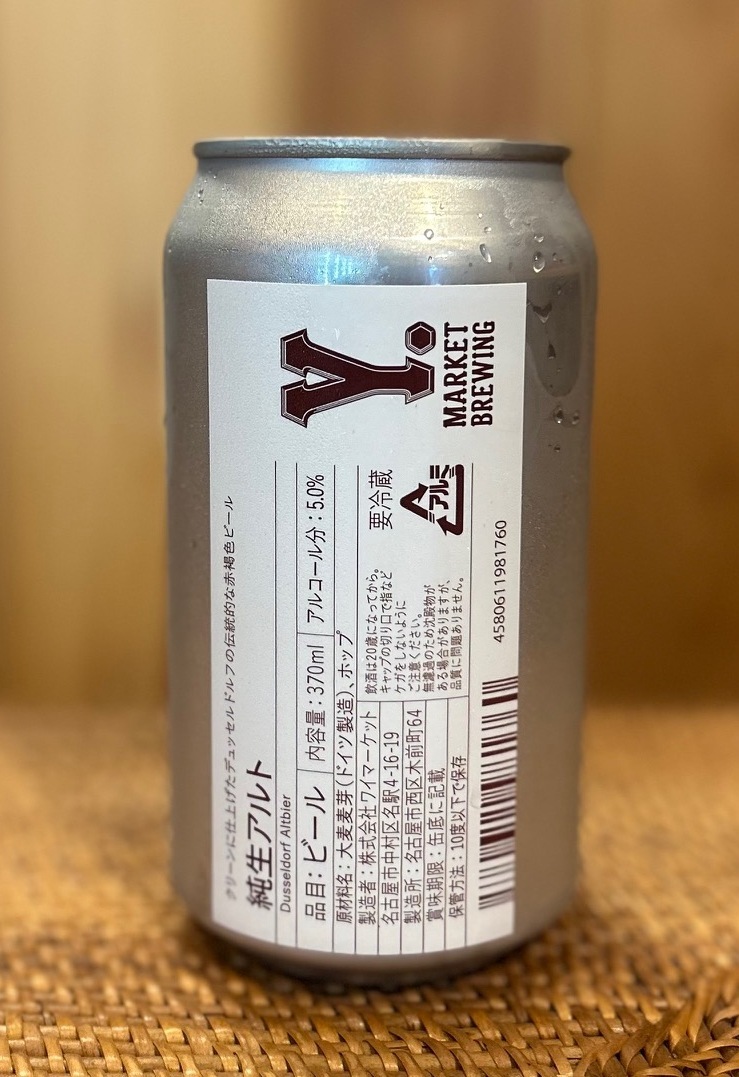 クリーンに仕上げたデュッセルドルフの伝統的な赤褐色ビール
純生アルト
Dusseldorf Altbier
品目：ビール 内容量：370ml アルコール分：5.0%
原材料名：大麦麦芽（ドイツ製造）、ホップ
製造者：株式会社ワイマーケット
名古屋市中村区名駅4-16-19
製造所：名古屋市西区木前町64
賞味期限：缶底に記載
保管方法：10度以下で保存
飲酒は20歳になってから。
キャップの切り口で指など
ケガをしないように
ご注意ください。
無濾過のため沈殿物が
ある場合がありますが、
品質に問題ありません。
要冷蔵
アルミ
4580611981760
Y.
MARKET
BREWING